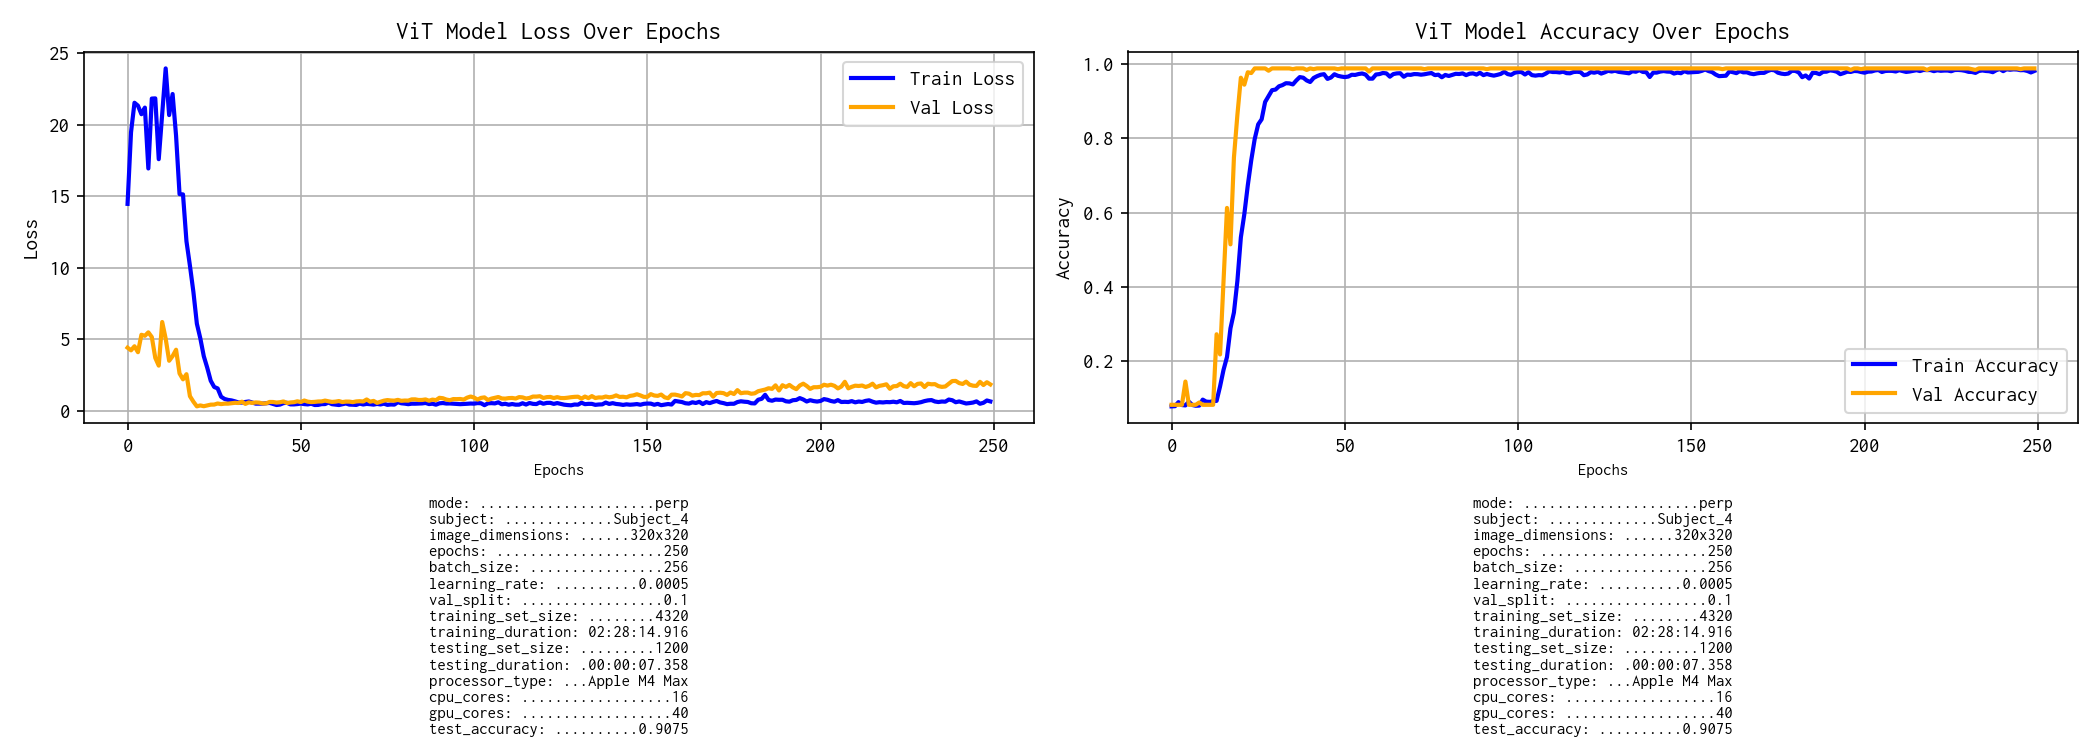 ViT Model Loss Over Epochs
25
20
15
10
5
0
Loss
Train Loss
Val Loss
0 50 100 150 200 250
Epochs
mode: .....................perp
subject: .............Subject_4
image_dimensions: ......320x320
epochs: ....................250
batch_size: ................256
learning_rate: ..........0.0005
val_split: .................0.1
training_set_size: ........4320
training_duration: 02:28:14.916
testing_set_size: .........1200
testing_duration: .00:00:07.358
processor_type: ...Apple M4 Max
cpu_cores: ..................16
gpu_cores: ..................40
test_accuracy: ..........0.9075
ViT Model Accuracy Over Epochs
1.0
0.8
0.6
0.4
0.2
Accuracy
Train Accuracy
Val Accuracy
0 50 100 150 200 250
Epochs
mode: .....................perp
subject: .............Subject_4
image_dimensions: ......320x320
epochs: ....................250
batch_size: ................256
learning_rate: ..........0.0005
val_split: .................0.1
training_set_size: ........4320
training_duration: 02:28:14.916
testing_set_size: .........1200
testing_duration: .00:00:07.358
processor_type: ...Apple M4 Max
cpu_cores: ..................16
gpu_cores: ..................40
test_accuracy: ..........0.9075